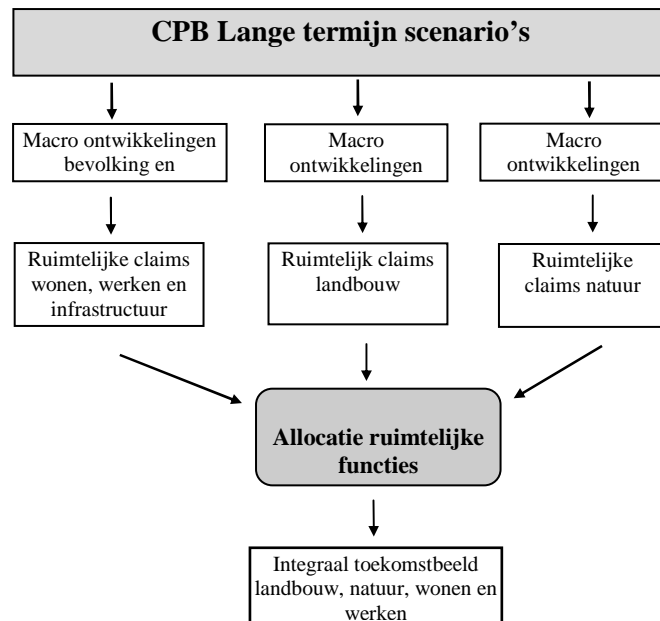 CPB Lange termijn scenario's
Macro ontwikkelingen
bevolking en
Macro
ontwikkelingen
Macro
ontwikkelingen
Ruimtelijke claims
wonen, werken en
infrastructuur
Ruimtelijk claims
landbouw
Ruimtelijke
claims natuur
Allocatie ruimtelijke
functies
Integraal toekomstbeeld
landbouw, natuur, wonen en
werken